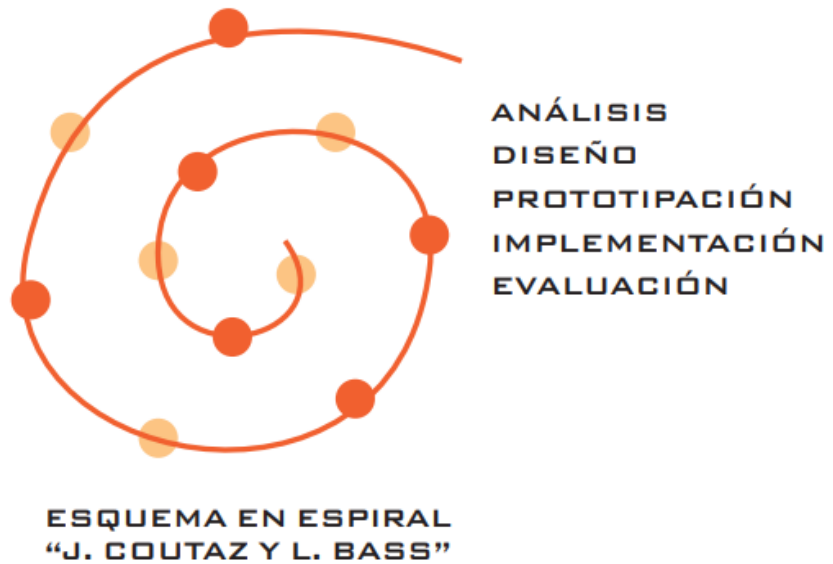 ANÁLISIS
DISEÑO
PROTOTIPACIÓN
IMPLEMENTACIÓN
EVALUACIÓN
ESQUEMA EN ESPIRAL
“J. COUTAZ Y L. BASS”